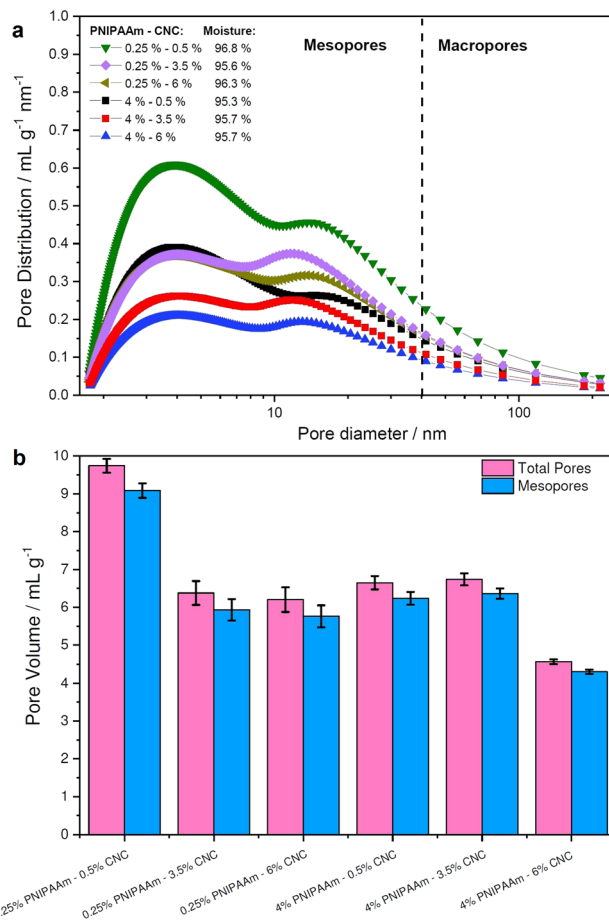 a
PNIPAAm - CNC: Moisture:
0.25 % - 0.5 % 96.8 %
0.25 % - 3.5 % 95.6 %
0.25 % - 6 % 96.3 %
4 % - 0.5 % 95.3 %
4 % - 3.5 % 95.7 %
4 % - 6 % 95.7 %
Mesopores
Macropores
Pore Distribution / mL g⁻¹ nm⁻¹
1.0
0.9
0.8
0.7
0.6
0.5
0.4
0.3
0.2
0.1
0.0
10 100
Pore diameter / nm
b
Total Pores
Mesopores
Pore Volume / mL g⁻¹
10
9
8
7
6
5
4
3
2
1
0
.25% PNIPAAm - 0.5% CNC
0.25% PNIPAAm - 3.5% CNC
0.25% PNIPAAm - 6% CNC
4% PNIPAAm - 0.5% CNC
4% PNIPAAm - 3.5% CNC
4% PNIPAAm - 6% CNC